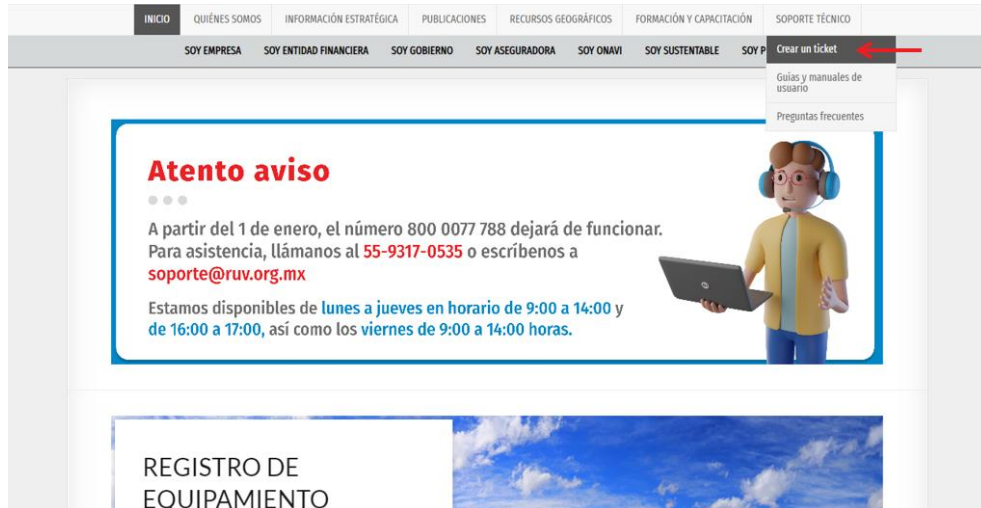 INICIO QUIÉNES SOMOS INFORMACIÓN ESTRATÉGICA PUBLICACIONES RECURSOS GEOGRÁFICOS FORMACIÓN Y CAPACITACIÓN SOPORTE TÉCNICO
SOY EMPRESA SOY ENTIDAD FINANCIERA SOY GOBIERNO SOY ASEGURADORA SOY ONAVI SOY SUSTENTABLE SOY P
Crear un ticket
Guías y manuales de
usuario
Preguntas frecuentes
Atento aviso
A partir del 1 de enero, el número 800 0077 788 dejará de funcionar.
Para asistencia, llámanos al 55-9317-0535 o escríbenos a
soporte@ruv.org.mx
Estamos disponibles de lunes a jueves en horario de 9:00 a 14:00 y
de 16:00 a 17:00, así como los viernes de 9:00 a 14:00 horas.
REGISTRO DE
EQUIPAMIENTO